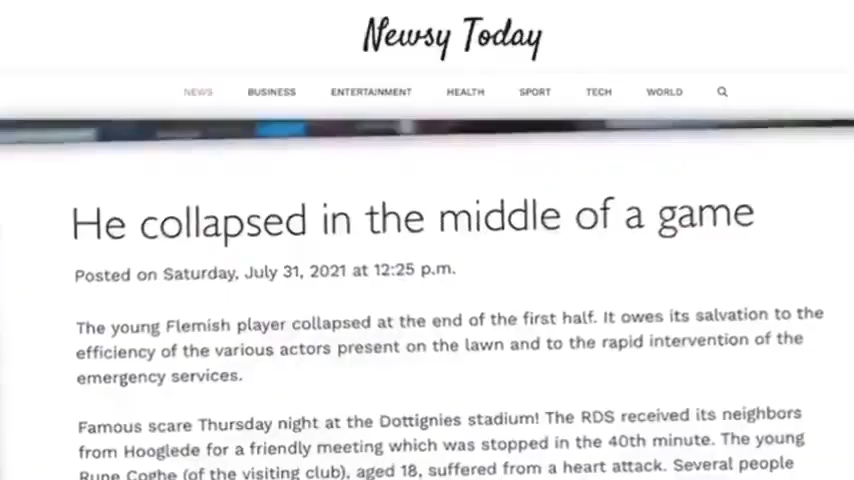 Newsy Today
NEWS BUSINESS ENTERTAINMENT HEALTH SPORT TECH WORLD
He collapsed in the middle of a game
Posted on Saturday, July 31, 2021 at 12:25 p.m.
The young Flemish player collapsed at the end of the first half. It owes its salvation to the
efficiency of the various actors present on the lawn and to the rapid intervention of the
emergency services.
Famous scare Thursday night at the Dottignies stadium! The RDS received its neighbors
from Hooglede for a friendly meeting which was stopped in the 40th minute. The young
Rune Coghe (of the visiting club), aged 18, suffered from a heart attack. Several people